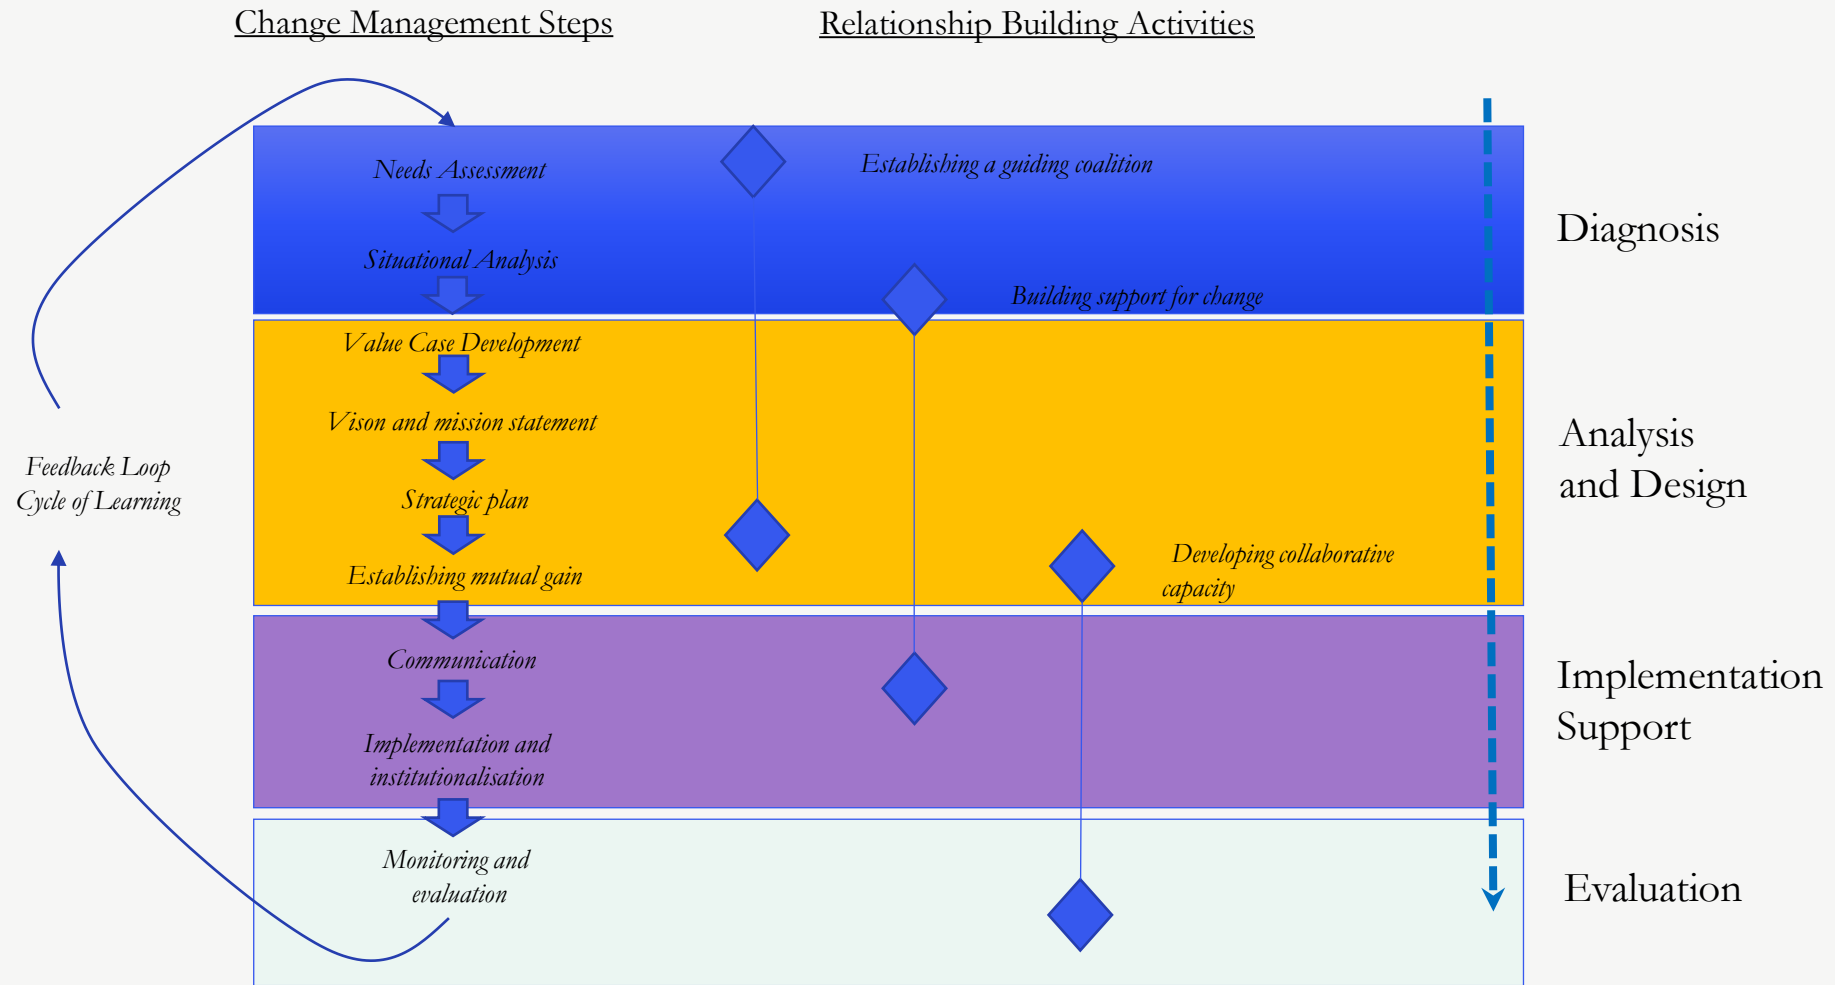 Change Management Steps
Relationship Building Activities
Needs Assessment
Establishing a guiding coalition
Diagnosis
Situational Analysis
Building support for change
Value Case Development
Vison and mission statement
Analysis
and Design
Feedback Loop
Cycle of Learning
Strategic plan
Establishing mutual gain
Developing collaborative
capacity
Communication
Implementation
Support
Implementation and
institutionalisation
Monitoring and
evaluation
Evaluation